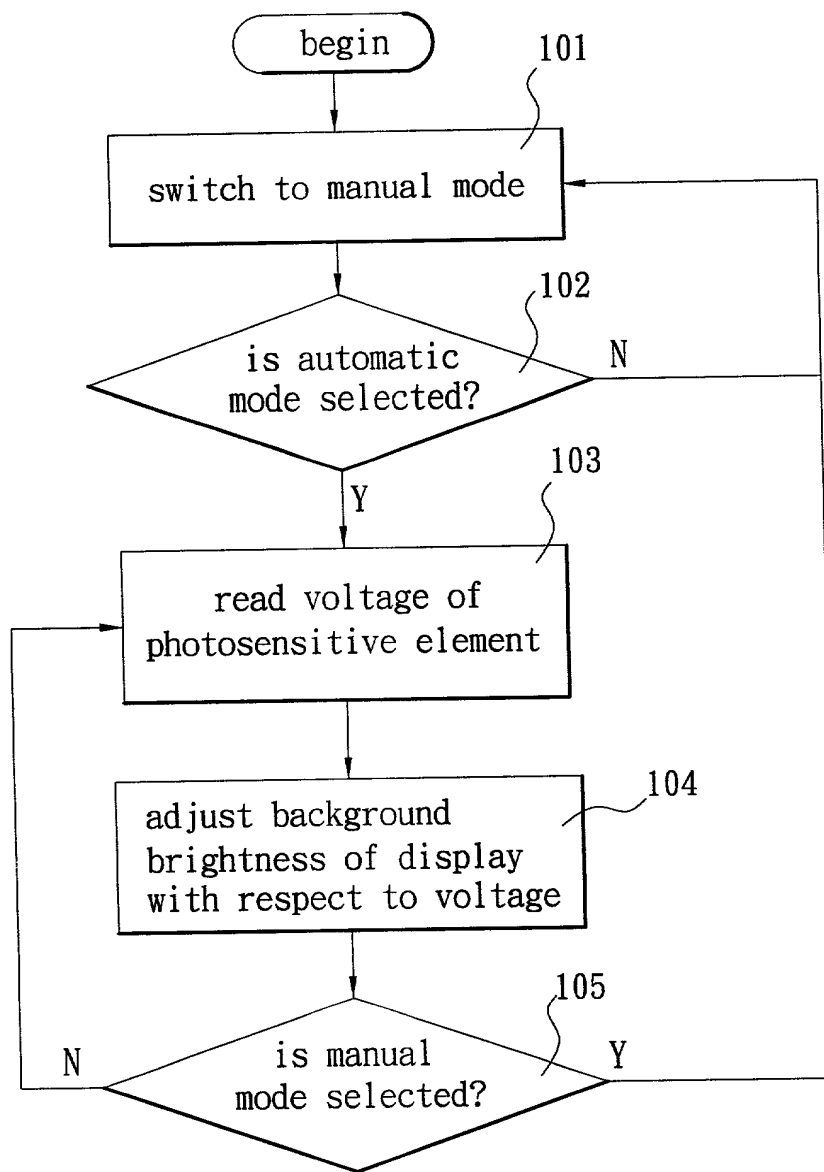 begin
101
switch to manual mode
102
is automatic
mode selected?
N
Y
103
read voltage of
photosensitive element
104
adjust background
brightness of display
with respect to voltage
105
is manual
mode selected?
N
Y